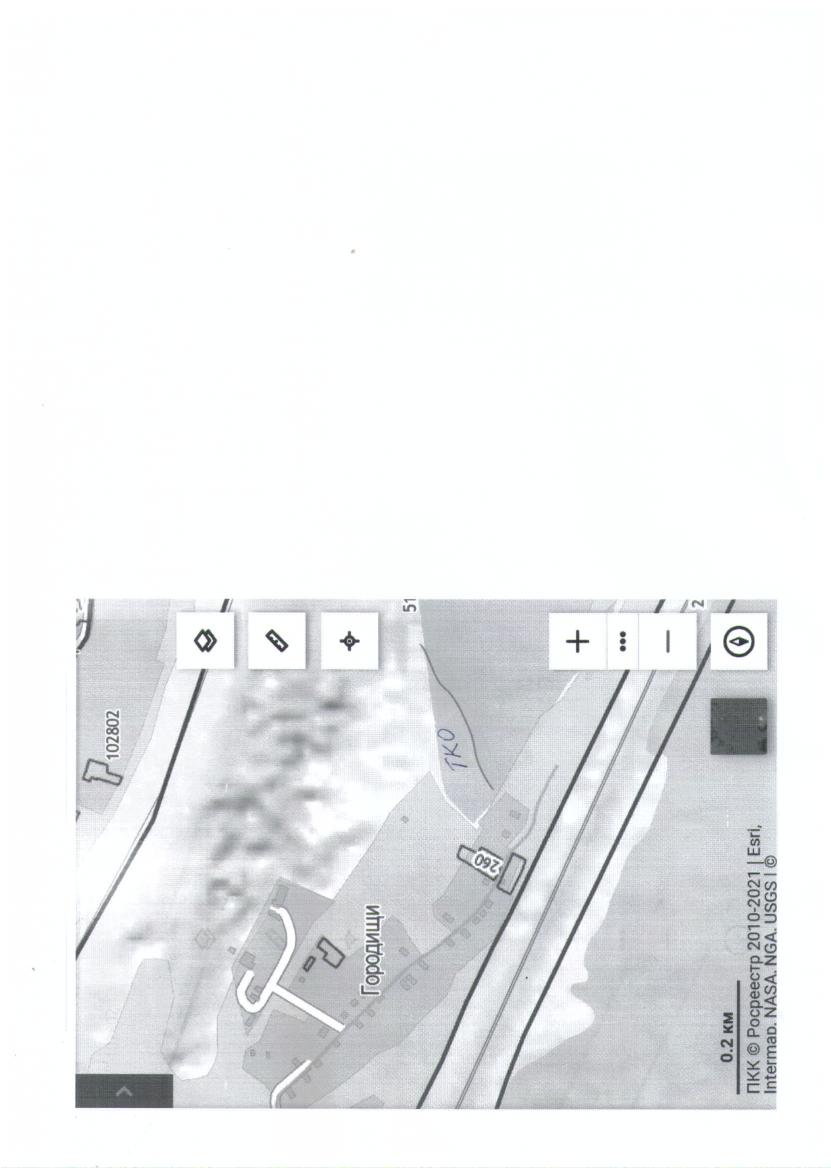 102802
51
ТКО
260
Городищи
2
0.2 км
ПКК © Росреестр 2010-2021 | Esri,
Intermap, NASA, NGA, USGS | ©